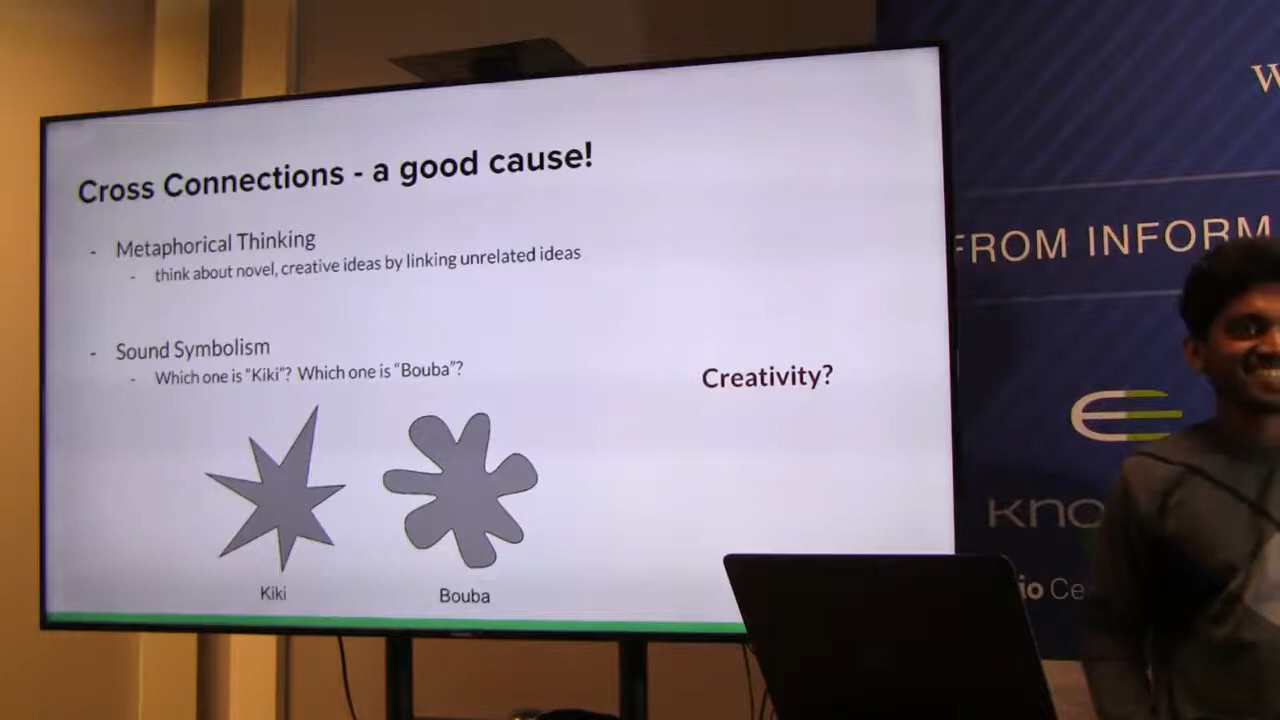 Cross Connections - a good cause!
- Metaphorical Thinking
- think about novel, creative ideas by linking unrelated ideas
- Sound Symbolism
- Which one is “Kiki”? Which one is “Bouba”?
Creativity?
Kiki
Bouba
W
FROM INFORM
KNO
io Ce